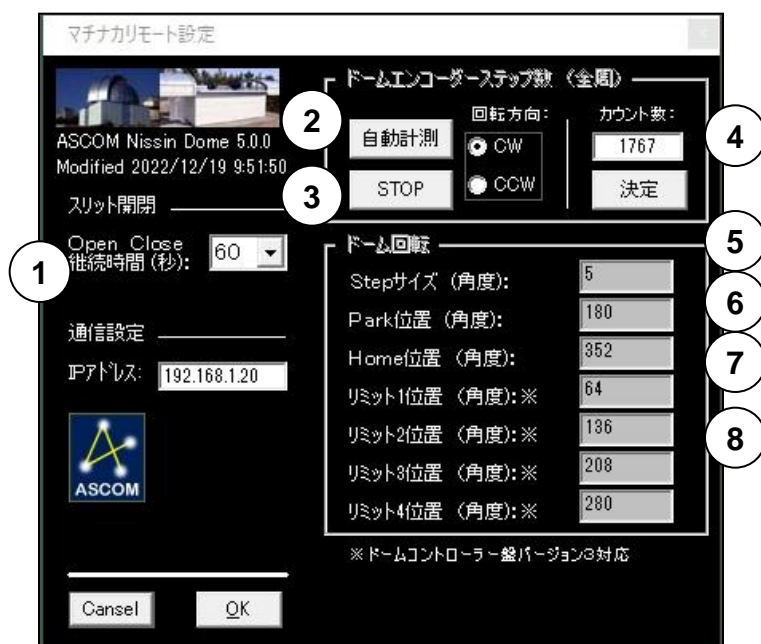 マチナカリモート設定
ASCOM Nissin Dome 5.0.0
Modified 2022/12/19 9:51:50
スリット開閉
1
Open Close
継続時間(秒):
60
通信設定
IPアドレス:
192.168.1.20
ASCOM
Cansel
OK
ドームエンコーダーステップ数 (全周)
2
自動計測
3
STOP
回転方向:
CW
CCW
カウント数:
1767
4
決定
ドーム回転
5
Stepサイズ (角度): 5
6
Park位置 (角度): 180
7
Home位置 (角度): 352
リミット1位置 (角度):※ 64
8
リミット2位置 (角度):※ 136
リミット3位置 (角度):※ 208
リミット4位置 (角度):※ 280
※ドームコントローラー盤バージョン3対応